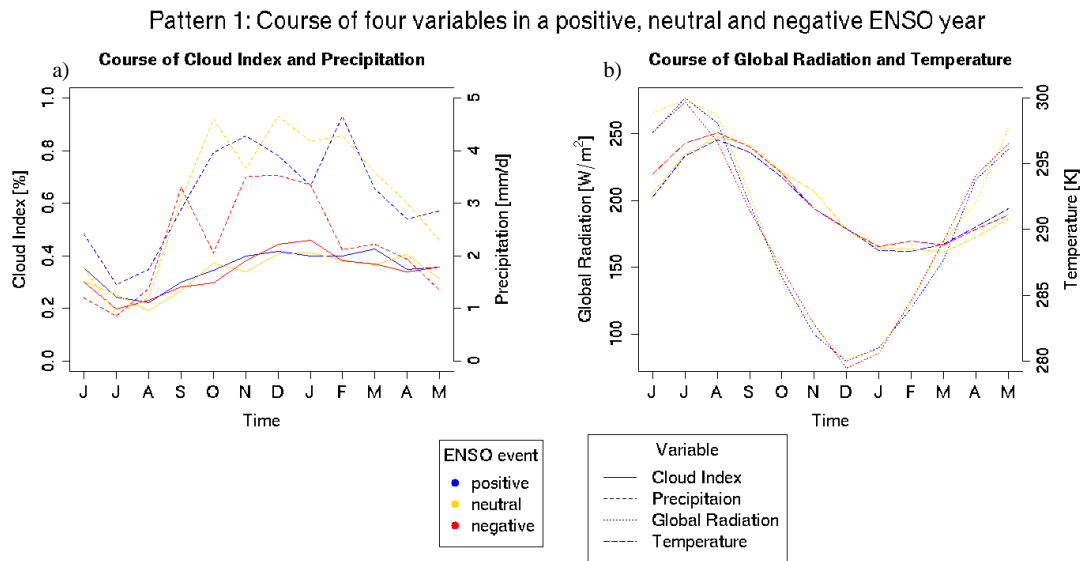 Pattern 1: Course of four variables in a positive, neutral and negative ENSO year
a)
Course of Cloud Index and Precipitation
Cloud Index [%]
1.0
0.8
0.6
0.4
0.2
0.0
5
4
3
2
1
0
Precipitation [mm/d]
J J A S O N D J F M A M
Time
b)
Course of Global Radiation and Temperature
Global Radiation [W/m²]
250
200
150
100
300
295
290
285
280
Temperature [K]
J J A S O N D J F M A M
Time
ENSO event
positive
neutral
negative
Variable
Cloud Index
Precipitaion
Global Radiation
Temperature